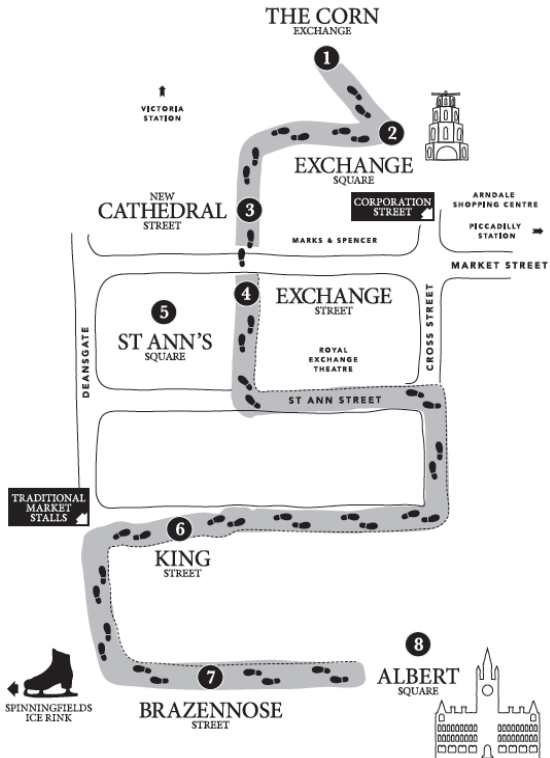 THE CORN
EXCHANGE
1
VICTORIA
STATION
2
EXCHANGE
SQUARE
NEW
CATHEDRAL
STREET
3
CORPORATION
STREET
ARNDALE
SHOPPING CENTRE
PICCADILLY
STATION
MARKS & SPENCER
MARKET STREET
4
EXCHANGE
STREET
5
ST ANN'S
SQUARE
DEANSGATE
CROSS STREET
ROYAL
EXCHANGE
THEATRE
ST ANN STREET
TRADITIONAL
MARKET
STALLS
6
KING
STREET
8
ALBERT
SQUARE
7
BRAZENNOSE
STREET
SPINNINGFIELDS
ICE RINK